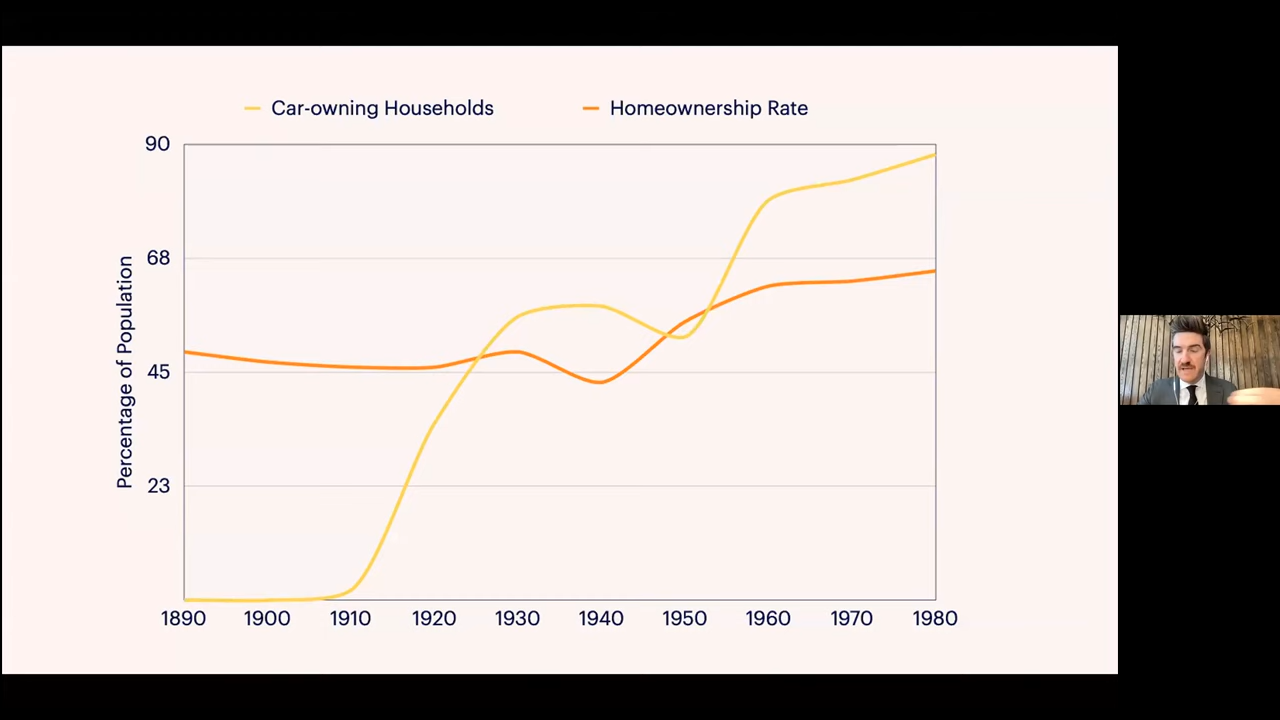 Car-owning Households Homeownership Rate
90
68
45
23
Percentage of Population
1890 1900 1910 1920 1930 1940 1950 1960 1970 1980